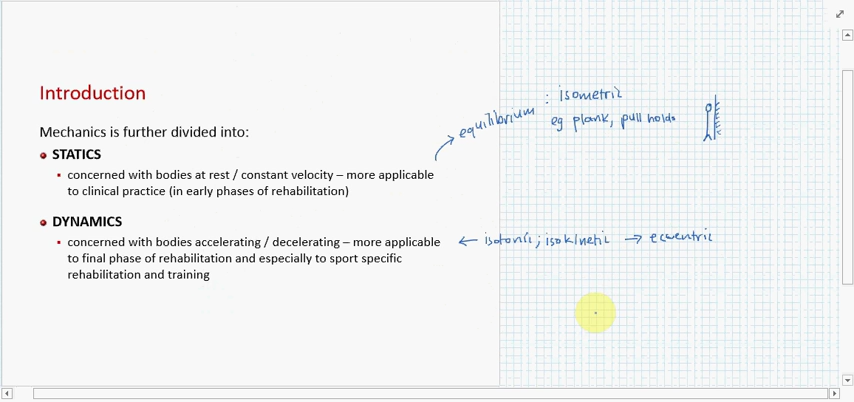 Introduction
Mechanics is further divided into:
STATICS
concerned with bodies at rest / constant velocity – more applicable
to clinical practice (in early phases of rehabilitation)
equilibrium : isometric
eg plank, pull holds
DYNAMICS
concerned with bodies accelerating / decelerating – more applicable
to final phase of rehabilitation and especially to sport specific
rehabilitation and training
← isotonic; isokinetic → eccentric